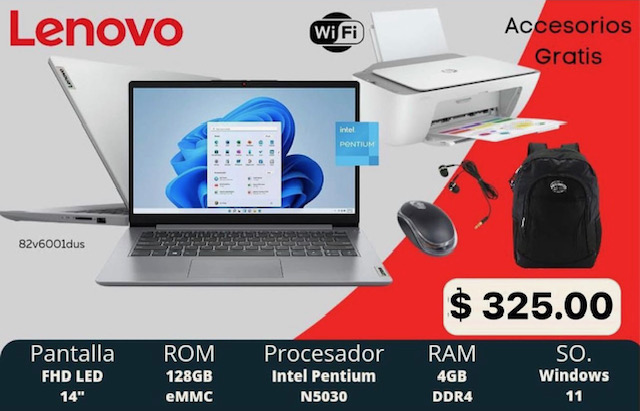 Lenovo
WiFi
Accesorios
Gratis
intel
PENTIUM
82v6001dus
$ 325.00
Pantalla
FHD LED
14"
ROM
128GB
eMMC
Procesador
Intel Pentium
N5030
RAM
4GB
DDR4
SO.
Windows
11